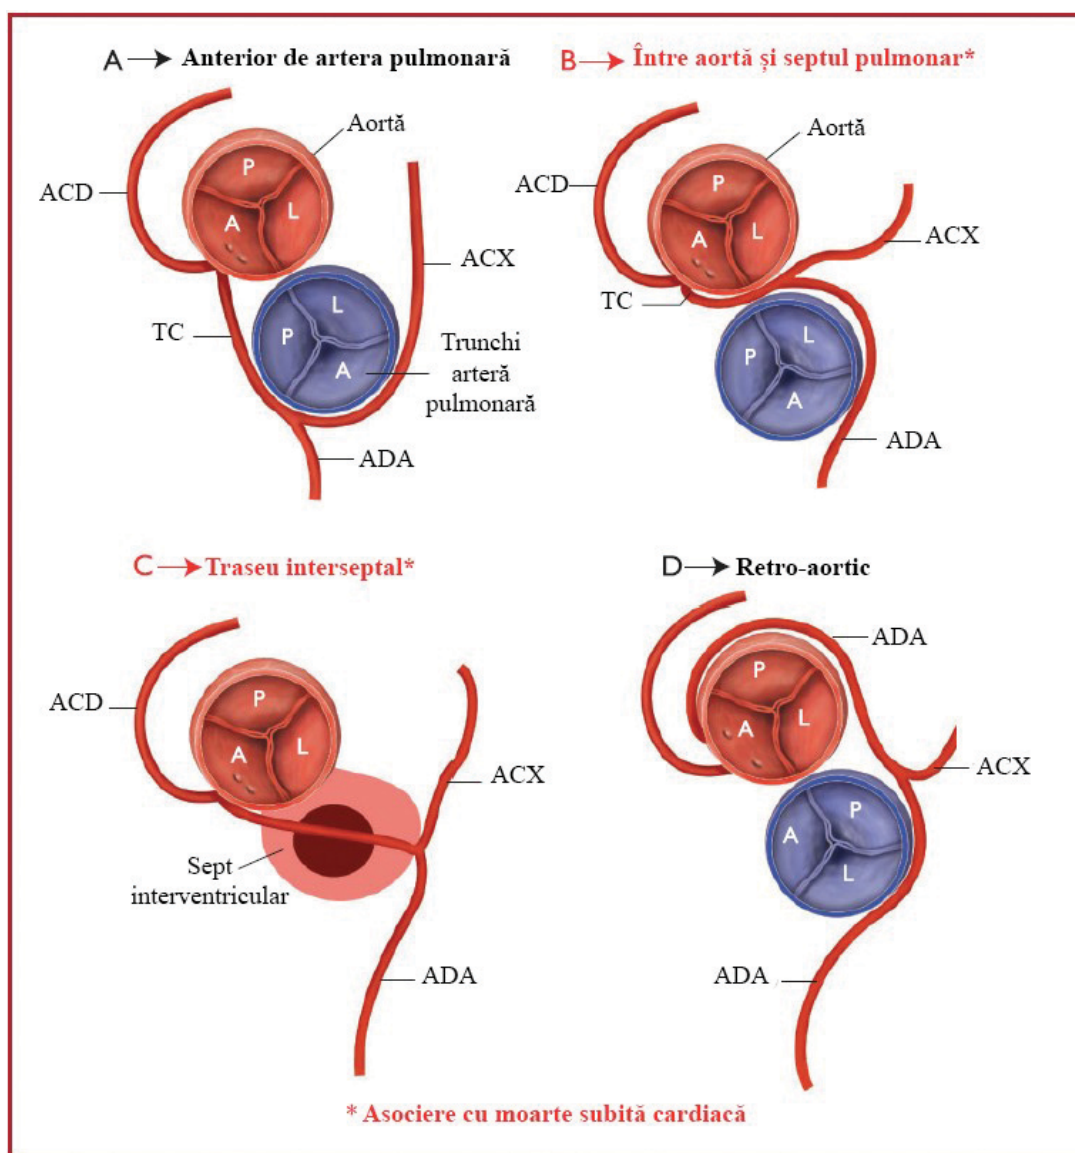 A → Anterior de artera pulmonară
B → Între aortă și septul pulmonar*
Aortă
P
ACD
A
L
ACX
L
TC
P
A
Trunchi
arteră
pulmonară
ADA
Aortă
P
ACD
A
L
ACX
TC
L
P
A
ADA
C → Traseu interseptal*
D → Retro-aortic
P
ACD
A
L
ACX
Sept
interventricular
ADA
ADA
P
A
L
ACX
P
A
L
ADA
* Asociere cu moarte subită cardiacă